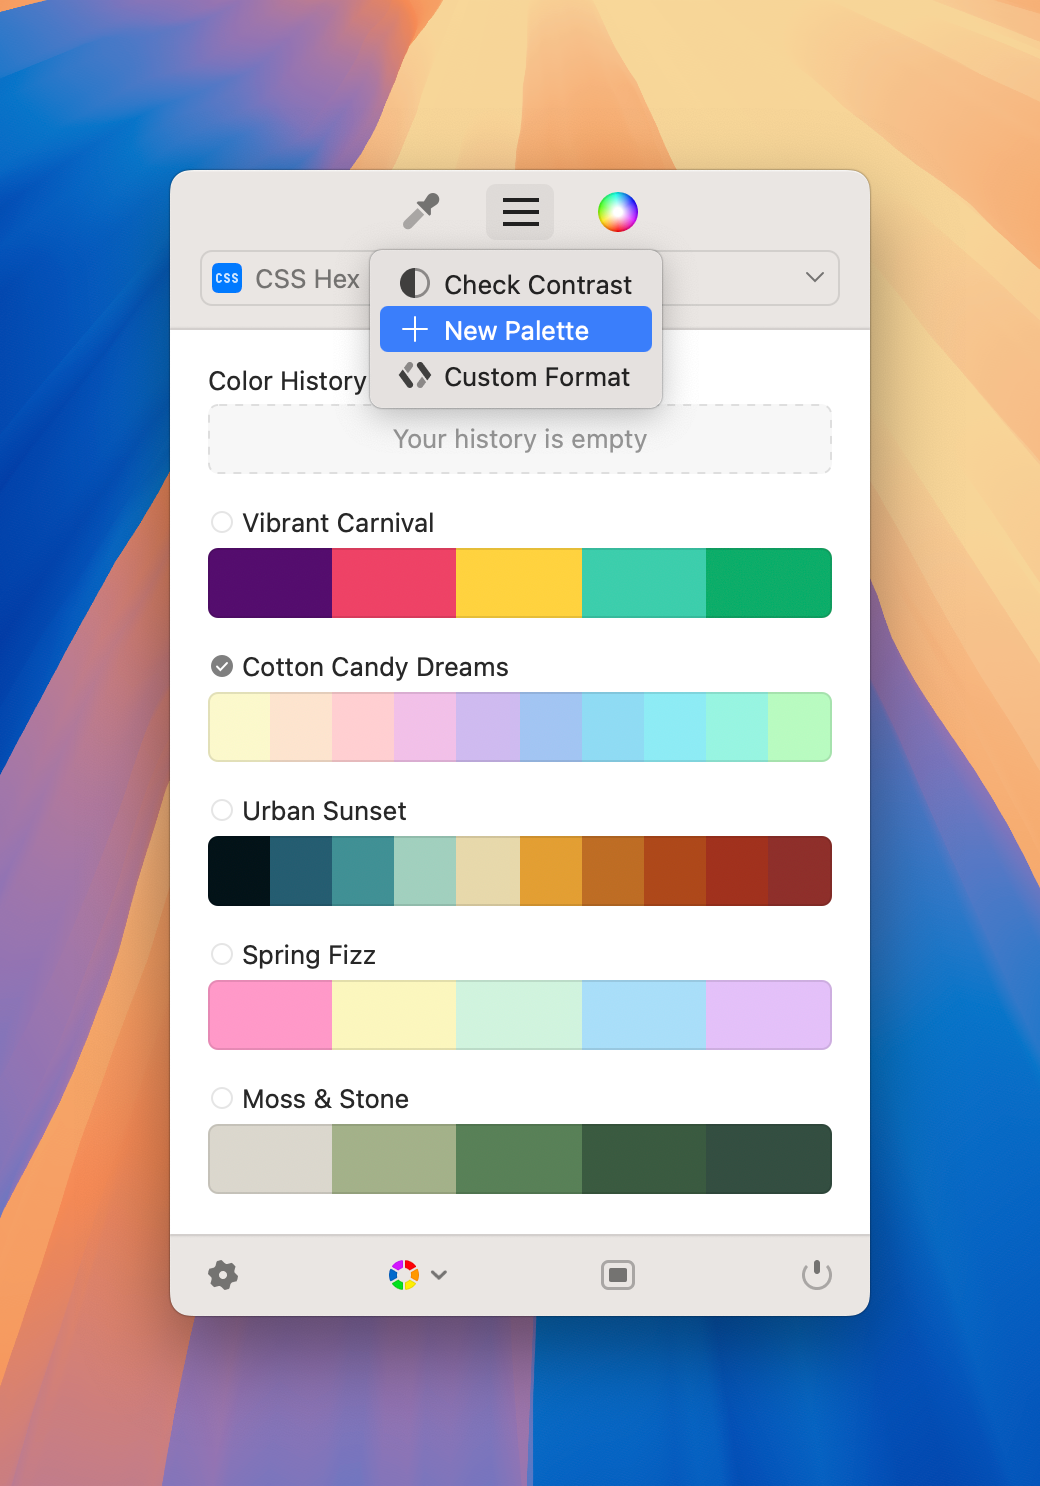 CSS CSS Hex
Check Contrast
New Palette
Custom Format
Color History
Your history is empty
Vibrant Carnival
Cotton Candy Dreams
Urban Sunset
Spring Fizz
Moss & Stone